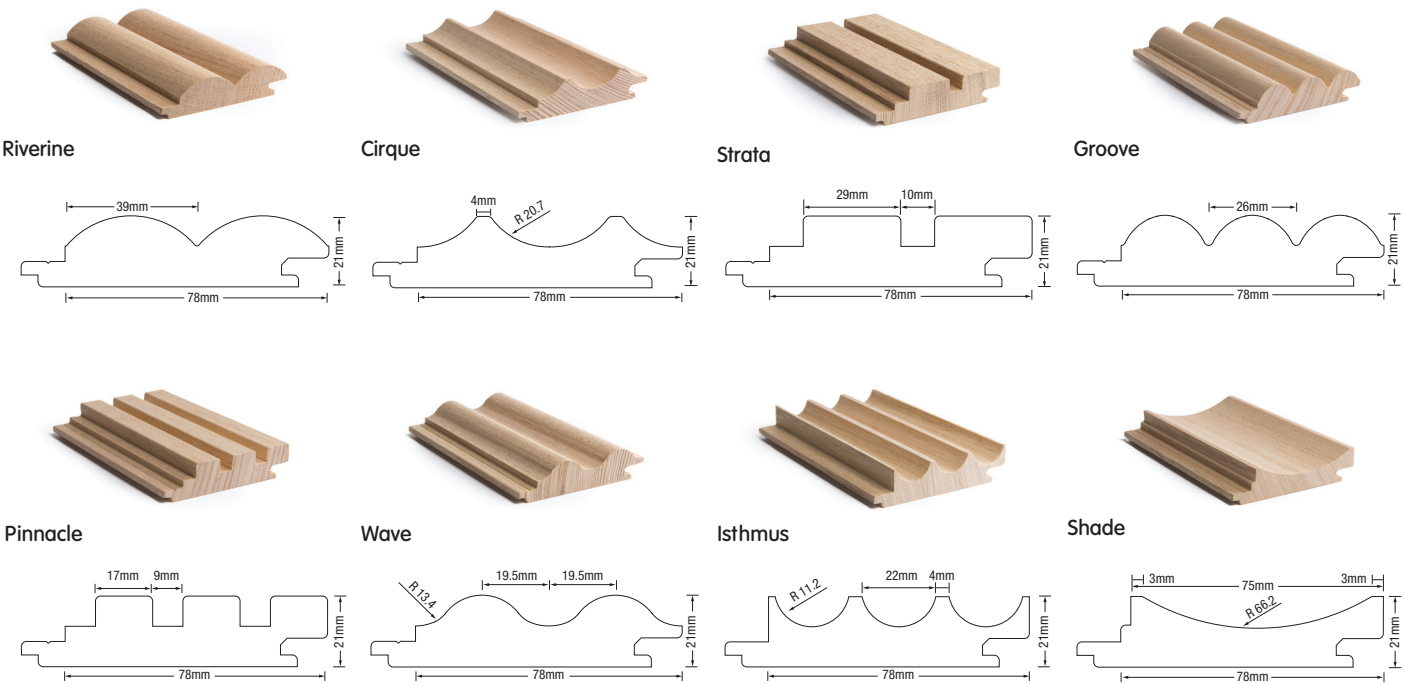 Riverine
Cirque
Strata
Groove
39mm
21mm
78mm
4mm
R 20.7
21mm
78mm
29mm
10mm
21mm
78mm
26mm
21mm
78mm
Pinnacle
Wave
Isthmus
Shade
17mm
9mm
21mm
78mm
R 13.4
19.5mm
19.5mm
21mm
78mm
R 11.2
22mm
4mm
21mm
78mm
3mm
75mm
3mm
R 66.2
21mm
78mm